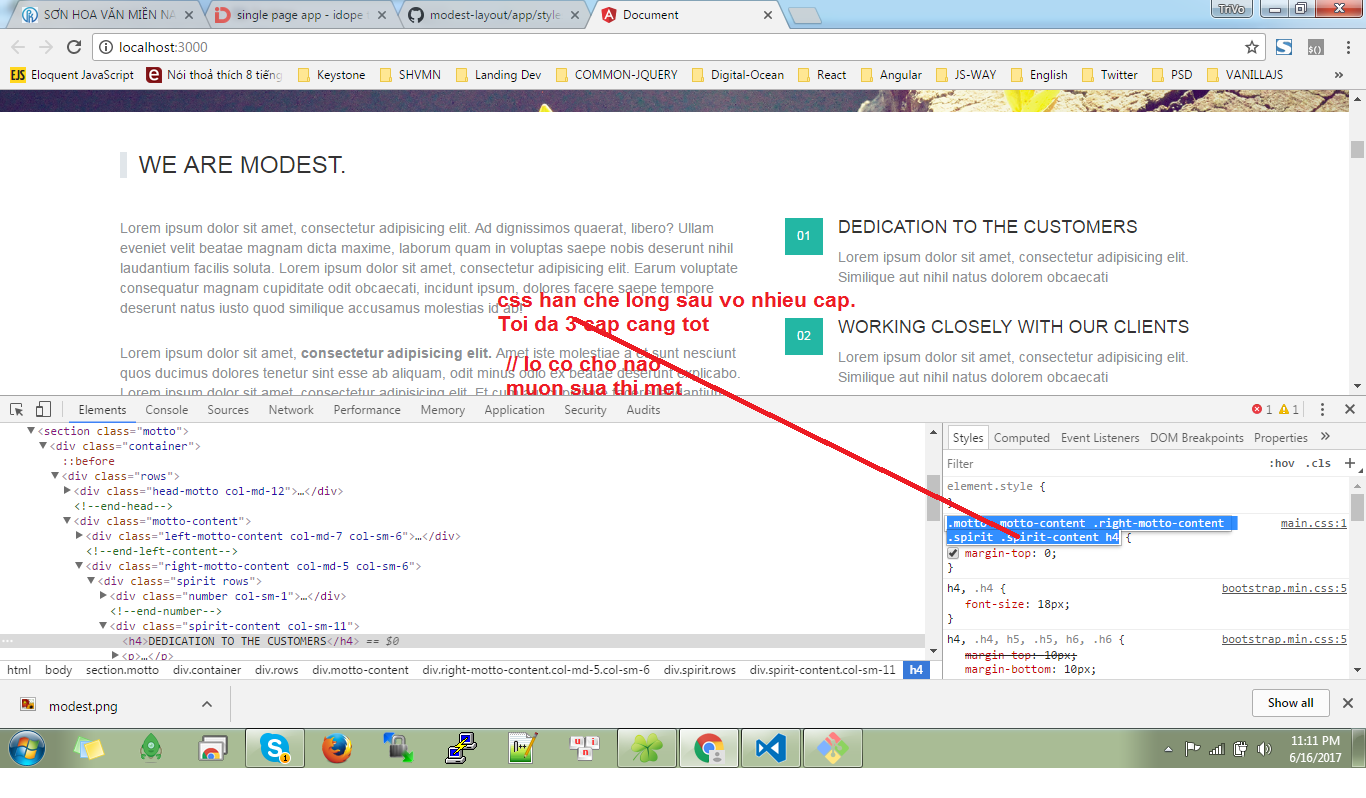 SƠN HOA VĂN MIỀN NA
single page app - idope
modest-layout/app/style
Document
TriVo
localhost:3000
Eloquent JavaScript
Nói thoả thích 8 tiếng
Keystone
SHVMN
Landing Dev
COMMON-JQUERY
Digital-Ocean
React
Angular
JS-WAY
English
Twitter
PSD
VANILLAJS
»
WE ARE MODEST.
Lorem ipsum dolor sit amet, consectetur adipisicing elit. Ad dignissimos quaerat, libero? Ullam
eveniet velit beatae magnam dicta maxime, laborum quam in voluptas saepe nobis deserunt nihil
laudantium facilis soluta. Lorem ipsum dolor sit amet, consectetur adipisicing elit. Earum voluptate
consequatur magnam cupiditate odit obcaecati, incidunt ipsum, dolores facere saepe tempore
deserunt natus iusto quod similique accusamus molestias id ab!
Lorem ipsum dolor sit amet, consectetur adipisicing elit. Amet iste molestiae a et sunt nesciunt
quos ducimus dolores tenetur sint esse ab aliquam, odit minus odio ex beatae deserunt explicabo.
01
DEDICATION TO THE CUSTOMERS
Lorem ipsum dolor sit amet, consectetur adipisicing elit.
Similique aut nihil natus dolorem obcaecati
02
WORKING CLOSELY WITH OUR CLIENTS
Lorem ipsum dolor sit amet, consectetur adipisicing elit.
Similique aut nihil natus dolorem obcaecati
css han che long sau vo nhieu cap.
Toi da 3 cap cang tot
// lo co cho nao
muon sua thi met
Elements Console Sources Network Performance Memory Application Security Audits
1 1
<section class="motto">
<div class="container">
::before
<div class="rows">
<div class="head-motto col-md-12">…</div>
<!--end-head-->
<div class="motto-content">
<div class="left-motto-content col-md-7 col-sm-6">…</div>
<!--end-left-content-->
<div class="right-motto-content col-md-5 col-sm-6">
<div class="spirit rows">
<div class="number col-sm-1">…</div>
<!--end-number-->
<div class="spirit-content col-sm-11">
<h4>DEDICATION TO THE CUSTOMERS</h4> == $0
<p>…</p>
html body section.motto div.container div.rows div.motto-content div.right-motto-content.col-md-5.col-sm-6 div.spirit.rows div.spirit-content.col-sm-11 h4
Styles Computed Event Listeners DOM Breakpoints Properties »
Filter :hov .cls +
element.style {
}
.motto .motto-content .right-motto-content main.css:1
.spirit .spirit-content h4 {
margin-top: 0;
}
h4, .h4 { bootstrap.min.css:5
font-size: 18px;
}
h4, .h4, h5, .h5, h6, .h6 { bootstrap.min.css:5
margin-top: 10px;
margin-bottom: 10px;
modest.png
Show all
11:11 PM
6/16/2017